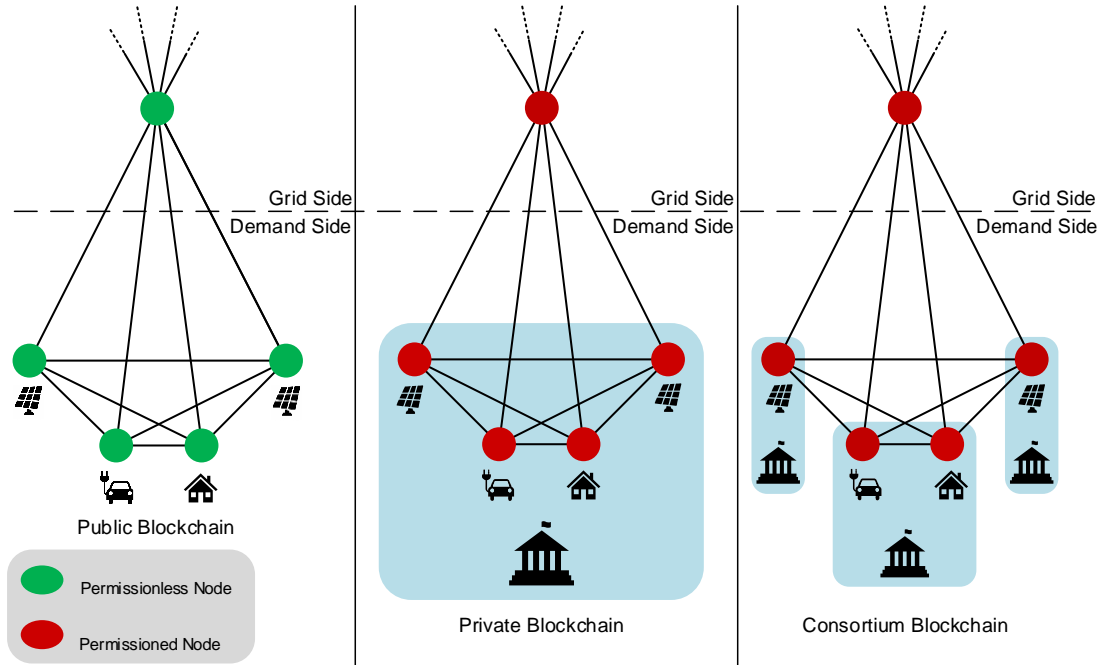 Grid Side
Demand Side
Public Blockchain
Permissionless Node
Permissioned Node
Grid Side
Demand Side
Private Blockchain
Grid Side
Demand Side
Consortium Blockchain